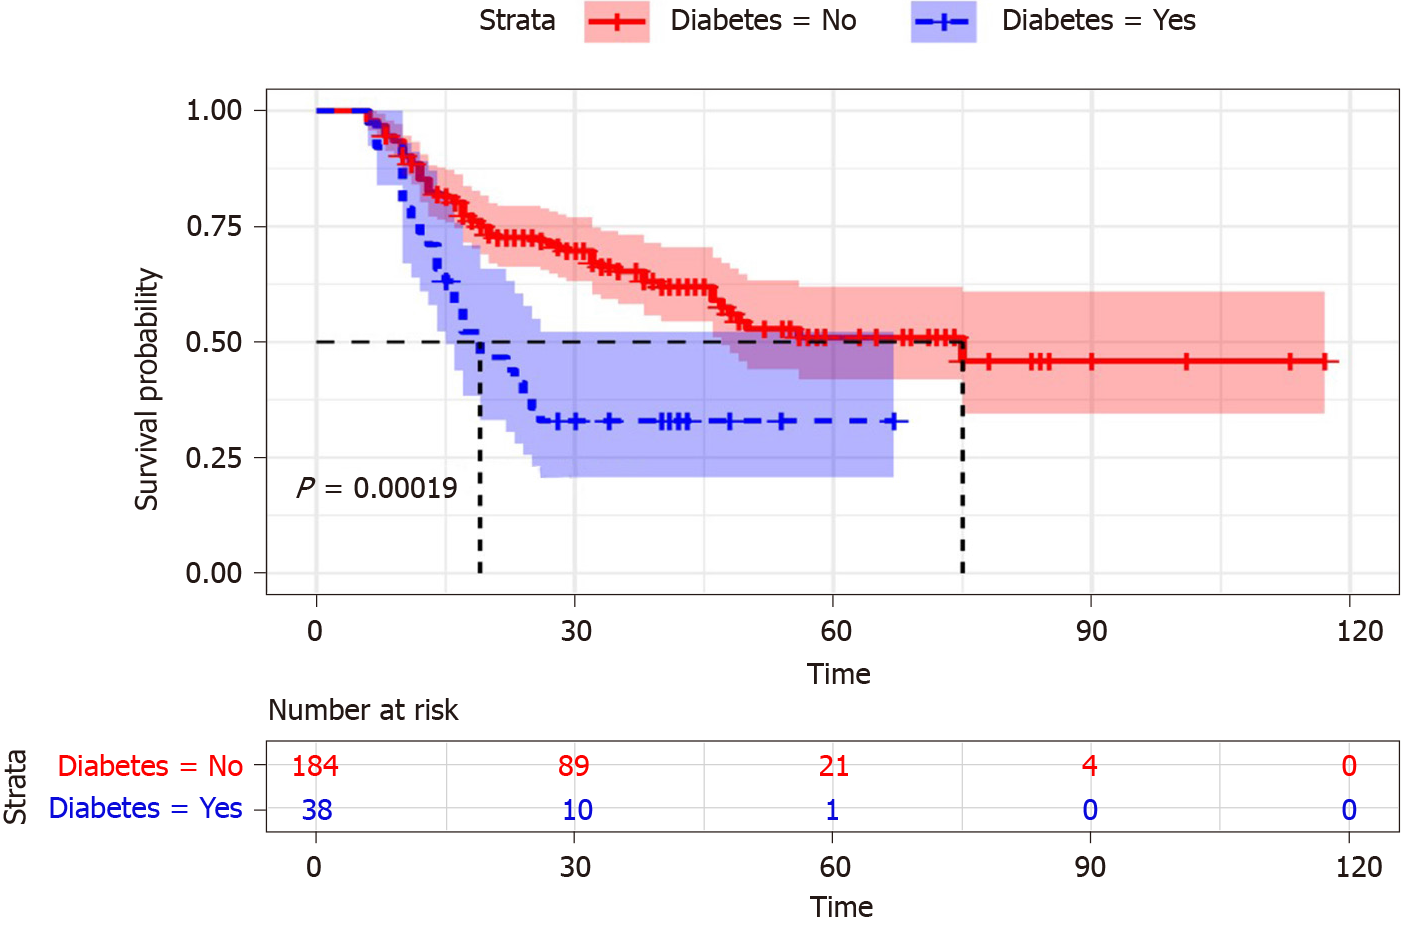 Strata Diabetes = No Diabetes = Yes
1.00
0.75
0.50
0.25
0.00
Survival probability
P = 0.00019
0 30 60 90 120
Time
Number at risk
Strata
Diabetes = No 184 89 21 4 0
Diabetes = Yes 38 10 1 0 0
0 30 60 90 120
Time